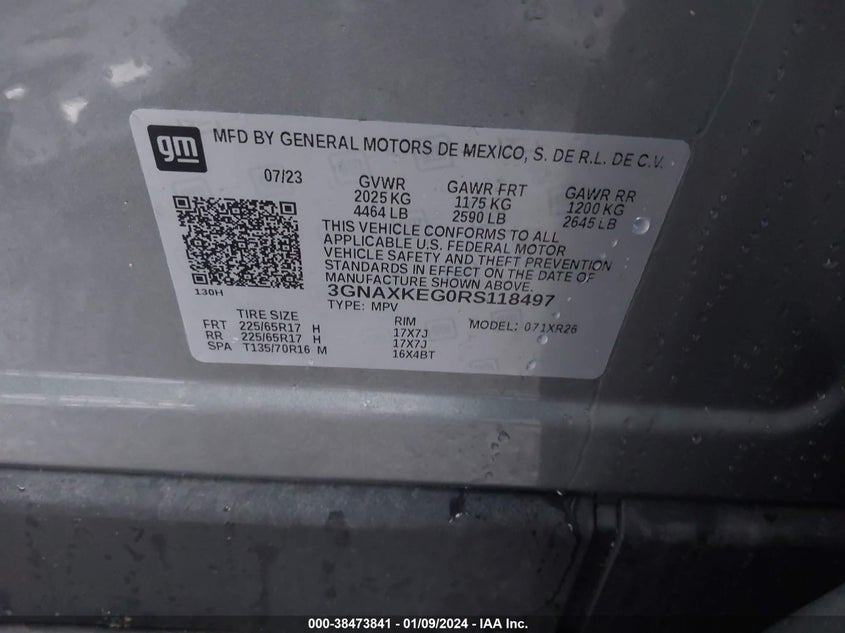 gm MFD BY GENERAL MOTORS DE MEXICO, S. DE R.L. DE C.V.
07/23 GVWR GAWR FRT GAWR RR
2025 KG 1175 KG 1200 KG
4464 LB 2590 LB 2645 LB
THIS VEHICLE CONFORMS TO ALL
APPLICABLE U.S. FEDERAL MOTOR
VEHICLE SAFETY AND THEFT PREVENTION
STANDARDS IN EFFECT ON THE DATE OF
MANUFACTURE SHOWN ABOVE.
130H
3GNAXKEG0RS118497
TYPE: MPV
TIRE SIZE RIM MODEL: 071XR26
FRT 225/65R17 H 17X7J
RR 225/65R17 H 17X7J
SPA T135/70R16 M 16X4BT
000-38473841 - 01/09/2024 - IAA Inc.